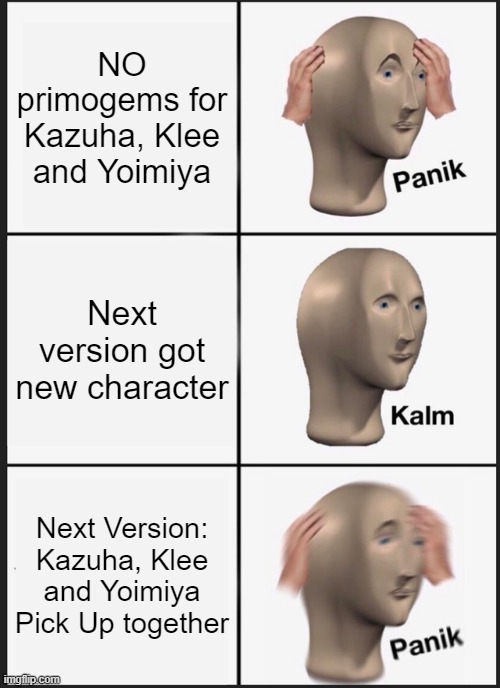 NO
primogems for
Kazuha, Klee
and Yoimiya
Panik
Next
version got
new character
Kalm
Next Version:
Kazuha, Klee
and Yoimiya
Pick Up together
Panik
imgflip.com